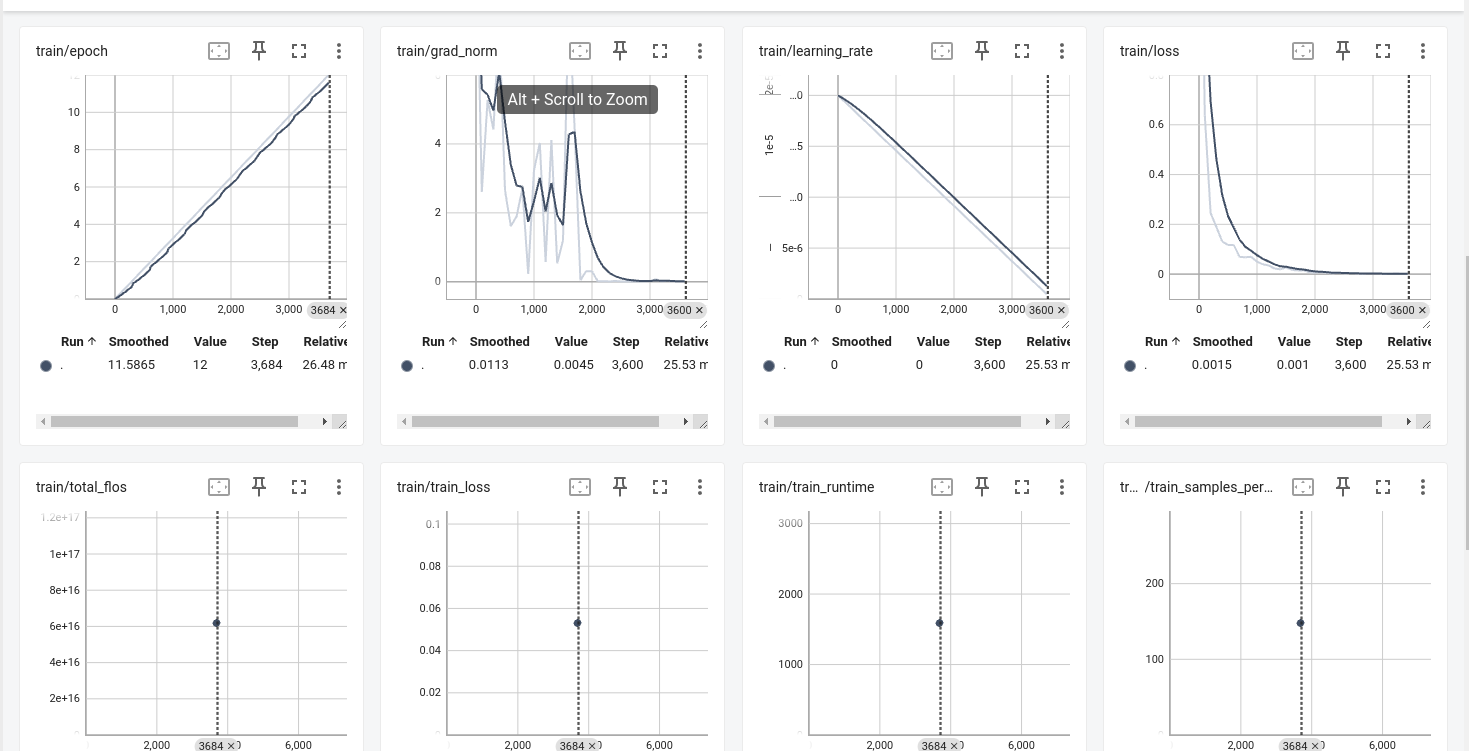 train/epoch
10
8
6
4
2
0
1,000
2,000
3,000
3684 ×
Run ↑ Smoothed Value Step Relative
. 11.5865 12 3,684 26.48 m
train/grad_norm
Alt + Scroll to Zoom
4
2
0
0
1,000
2,000
3,000
3600 ×
Run ↑ Smoothed Value Step Relative
. 0.0113 0.0045 3,600 25.53 m
train/learning_rate
2e-5
…0
1e-5
…5
…0
5e-6
0
1,000
2,000
3,000
3600 ×
Run ↑ Smoothed Value Step Relative
. 0 0 3,600 25.53 m
train/loss
0.6
0.4
0.2
0
0
1,000
2,000
3,000
3600 ×
Run ↑ Smoothed Value Step Relative
. 0.0015 0.001 3,600 25.53 m
train/total_flos
1.2e+17
1e+17
8e+16
6e+16
4e+16
2e+16
2,000
3684 ×
6,000
train/train_loss
0.1
0.08
0.06
0.04
0.02
2,000
3684 ×
6,000
train/train_runtime
3000
2000
1000
2,000
3684 ×
6,000
tr… /train_samples_per…
200
100
2,000
3684 ×
6,000